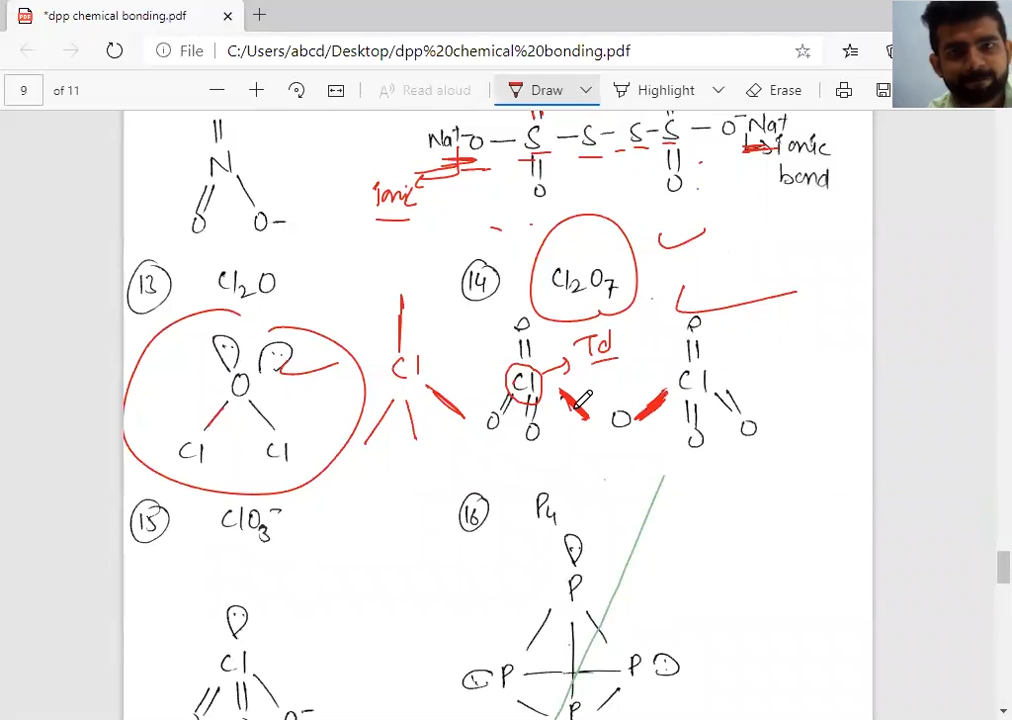 *dpp chemical bonding.pdf
File C:/Users/abcd/Desktop/dpp%20chemical%20bonding.pdf
9 of 11 Read aloud Draw Highlight Erase
Na+ O — S — S — S — S — O- Na+
Ionic
Ionic bond
O O
N
O O-
13 Cl2O
14 Cl2O7
O Td O
O Cl Cl
Cl Cl O O O O O
Cl Cl
15 ClO3-
16 P4
P
Cl
P P
O-
P